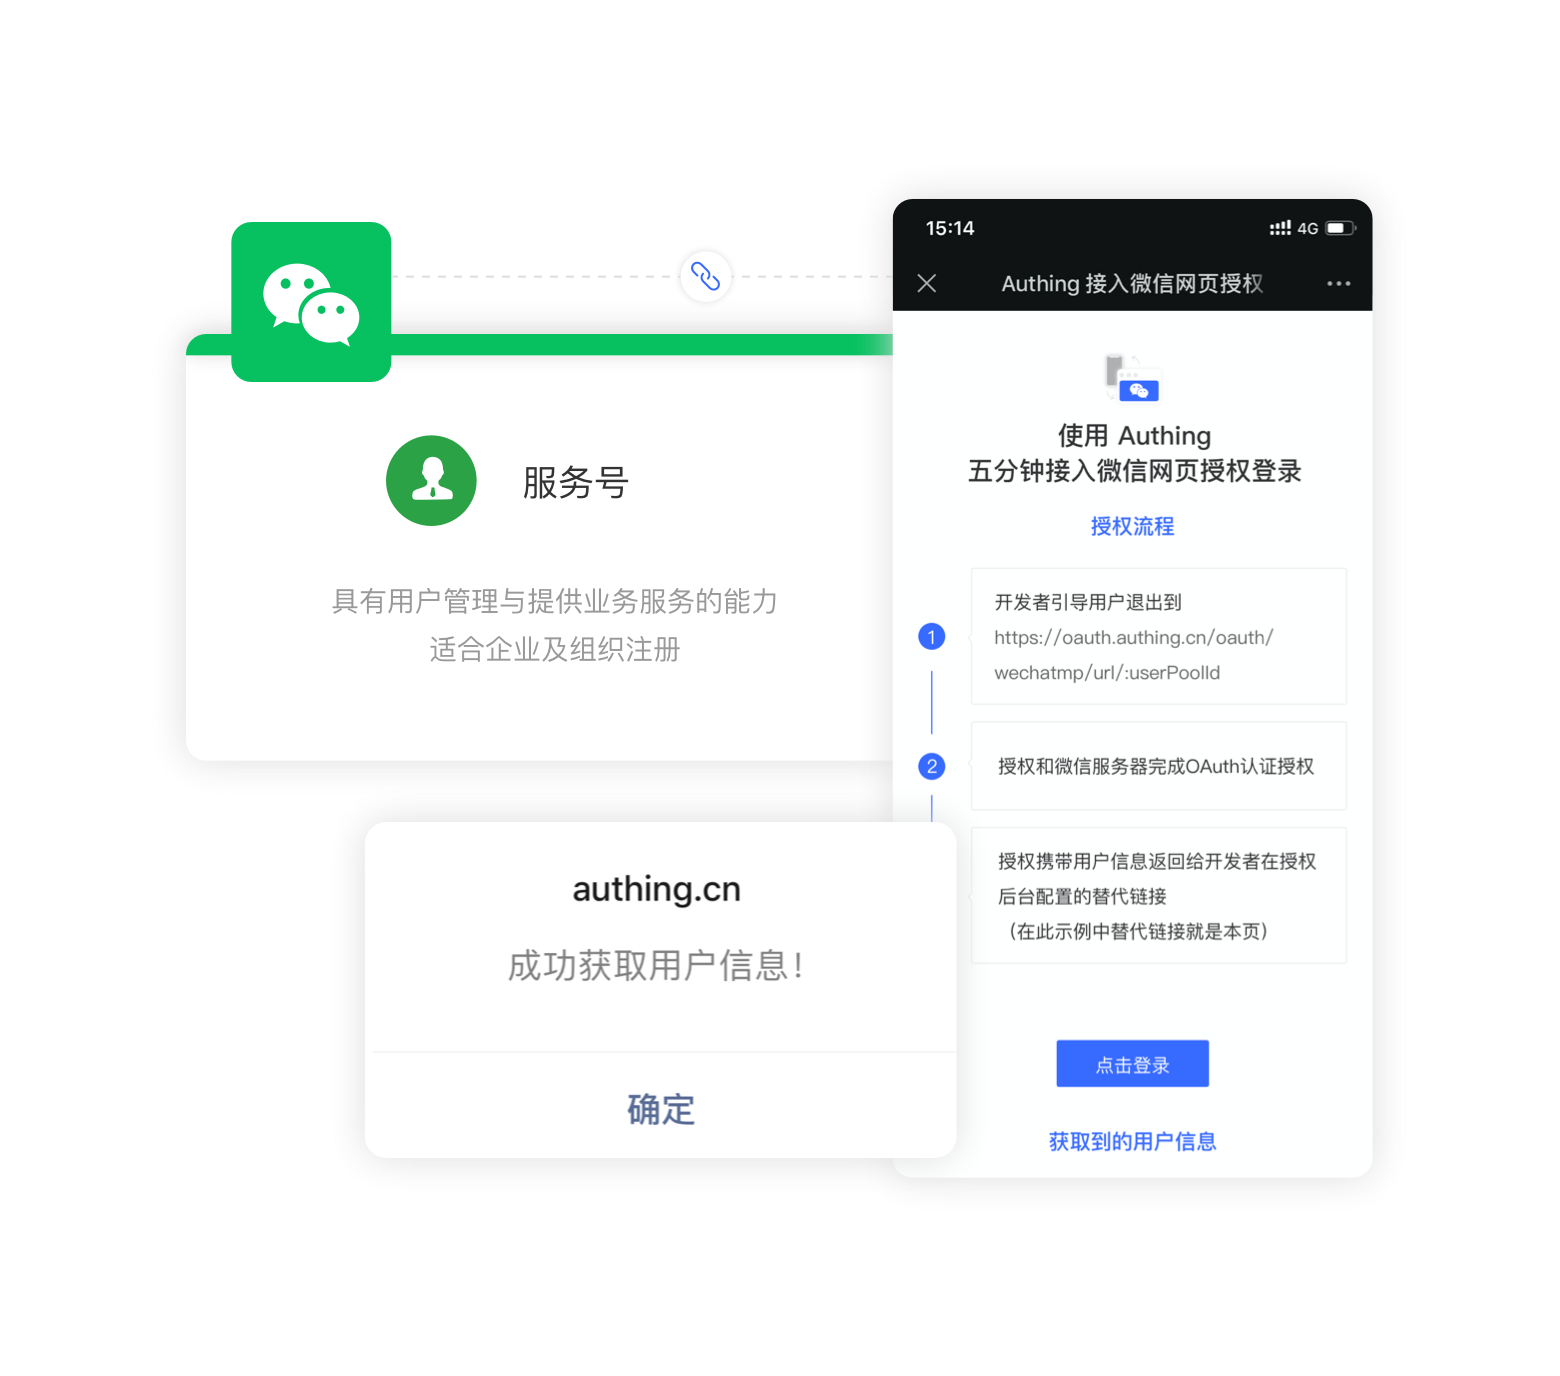 服务号
具有用户管理与提供业务服务的能力
适合企业及组织注册
authing.cn
成功获取用户信息！
确定
15:14
4G
Authing 接入微信网页授权
使用 Authing
五分钟接入微信网页授权登录
授权流程
1
开发者引导用户退出到
https://oauth.authing.cn/oauth/
wechatmp/url/:userPoolId
2
授权和微信服务器完成OAuth认证授权
授权携带用户信息返回给开发者在授权
后台配置的替代链接
（在此示例中替代链接就是本页）
点击登录
获取到的用户信息